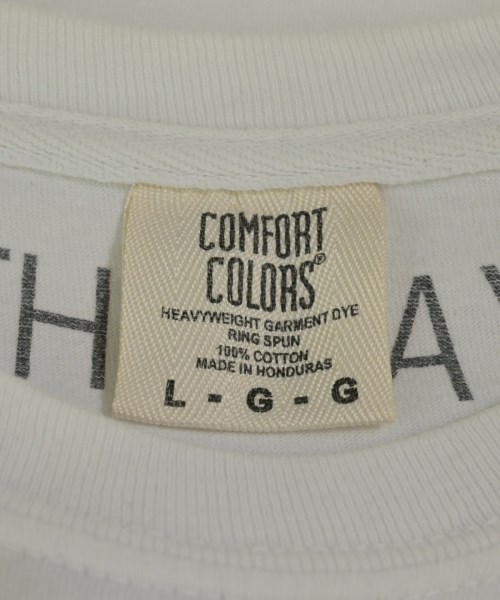 COMFORT
COLORS®
HEAVYWEIGHT GARMENT DYE
RING SPUN
100% COTTON
MADE IN HONDURAS
L - G - G